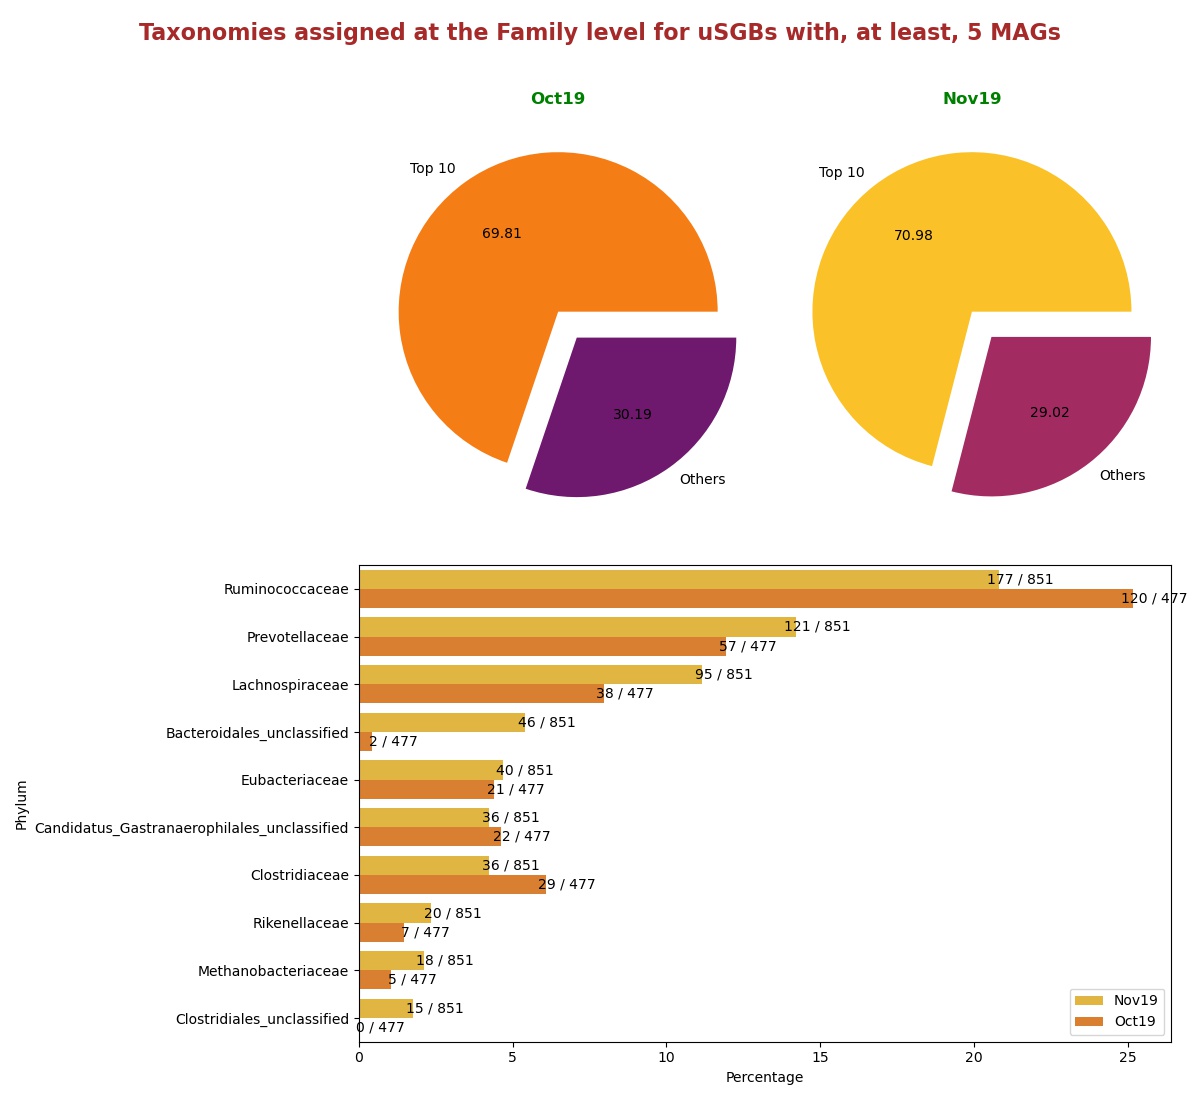 Taxonomies assigned at the Family level for uSGBs with, at least, 5 MAGs
Oct19
Nov19
Top 10
69.81
30.19
Others
Top 10
70.98
29.02
Others
Phylum
Ruminococcaceae
177 / 851
120 / 477
Prevotellaceae
121 / 851
57 / 477
Lachnospiraceae
95 / 851
38 / 477
Bacteroidales_unclassified
46 / 851
2 / 477
Eubacteriaceae
40 / 851
21 / 477
Candidatus_Gastranaerophilales_unclassified
36 / 851
22 / 477
Clostridiaceae
36 / 851
29 / 477
Rikenellaceae
20 / 851
7 / 477
Methanobacteriaceae
18 / 851
5 / 477
Clostridiales_unclassified
15 / 851
0 / 477
Nov19
Oct19
0 5 10 15 20 25
Percentage